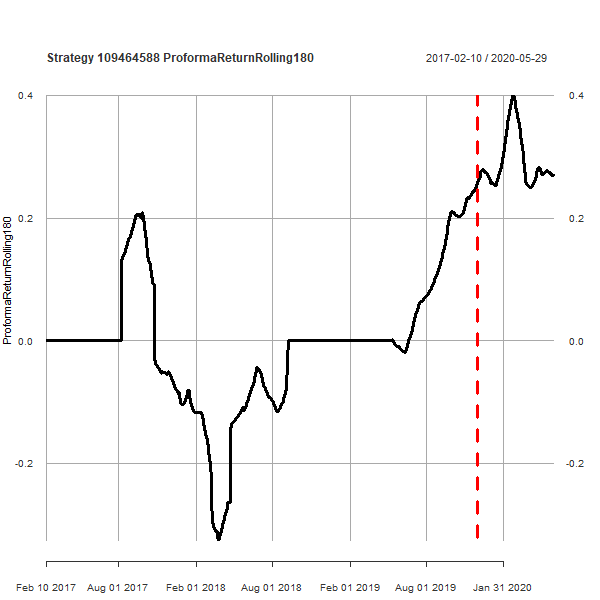 Strategy 109464588 ProformaReturnRolling180
2017-02-10 / 2020-05-29
0.4
0.4
0.2
0.2
0.0
0.0
-0.2
-0.2
ProformaReturnRolling180
Feb 10 2017
Aug 01 2017
Feb 01 2018
Aug 01 2018
Feb 01 2019
Aug 01 2019
Jan 31 2020